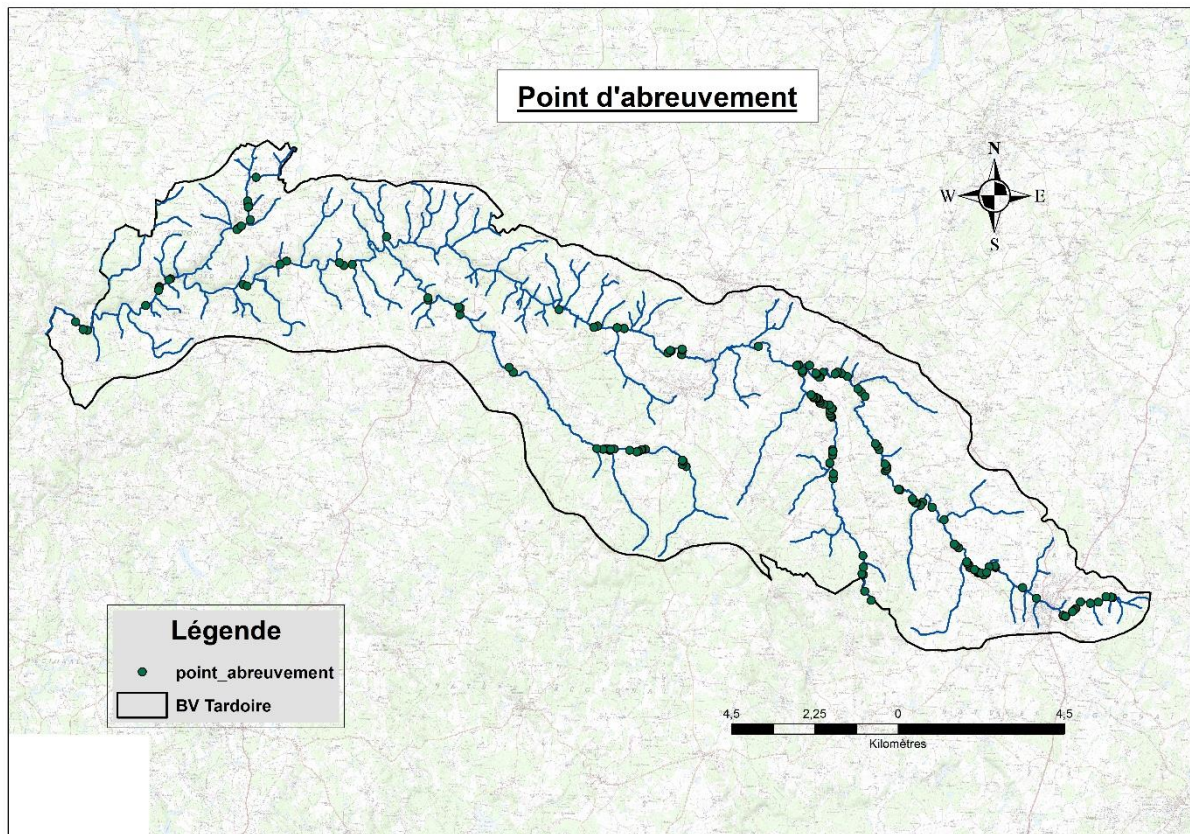 Point d'abreuvement
N
W E
S
Légende
point_abreuvement
BV Tardoire
4,5 2,25 0 4,5
Kilomètres